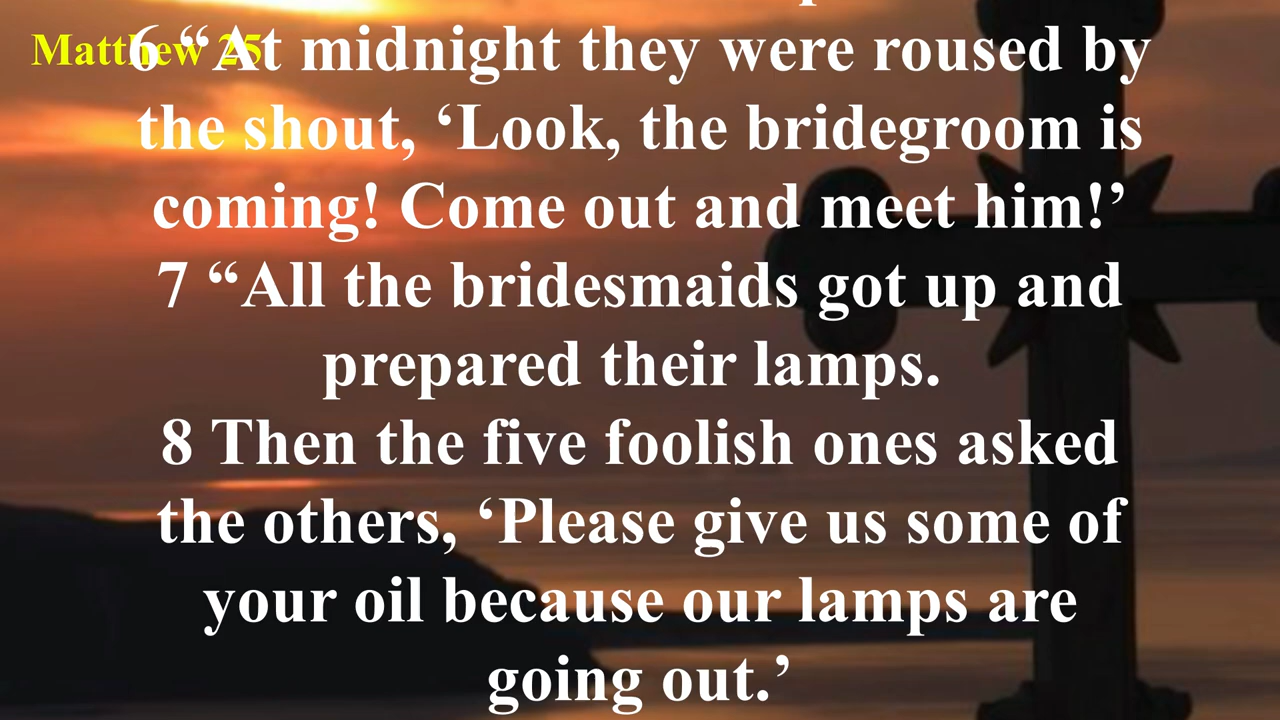 Matthew 25
6 “At midnight they were roused by
the shout, ‘Look, the bridegroom is
coming! Come out and meet him!’
7 “All the bridesmaids got up and
prepared their lamps.
8 Then the five foolish ones asked
the others, ‘Please give us some of
your oil because our lamps are
going out.’